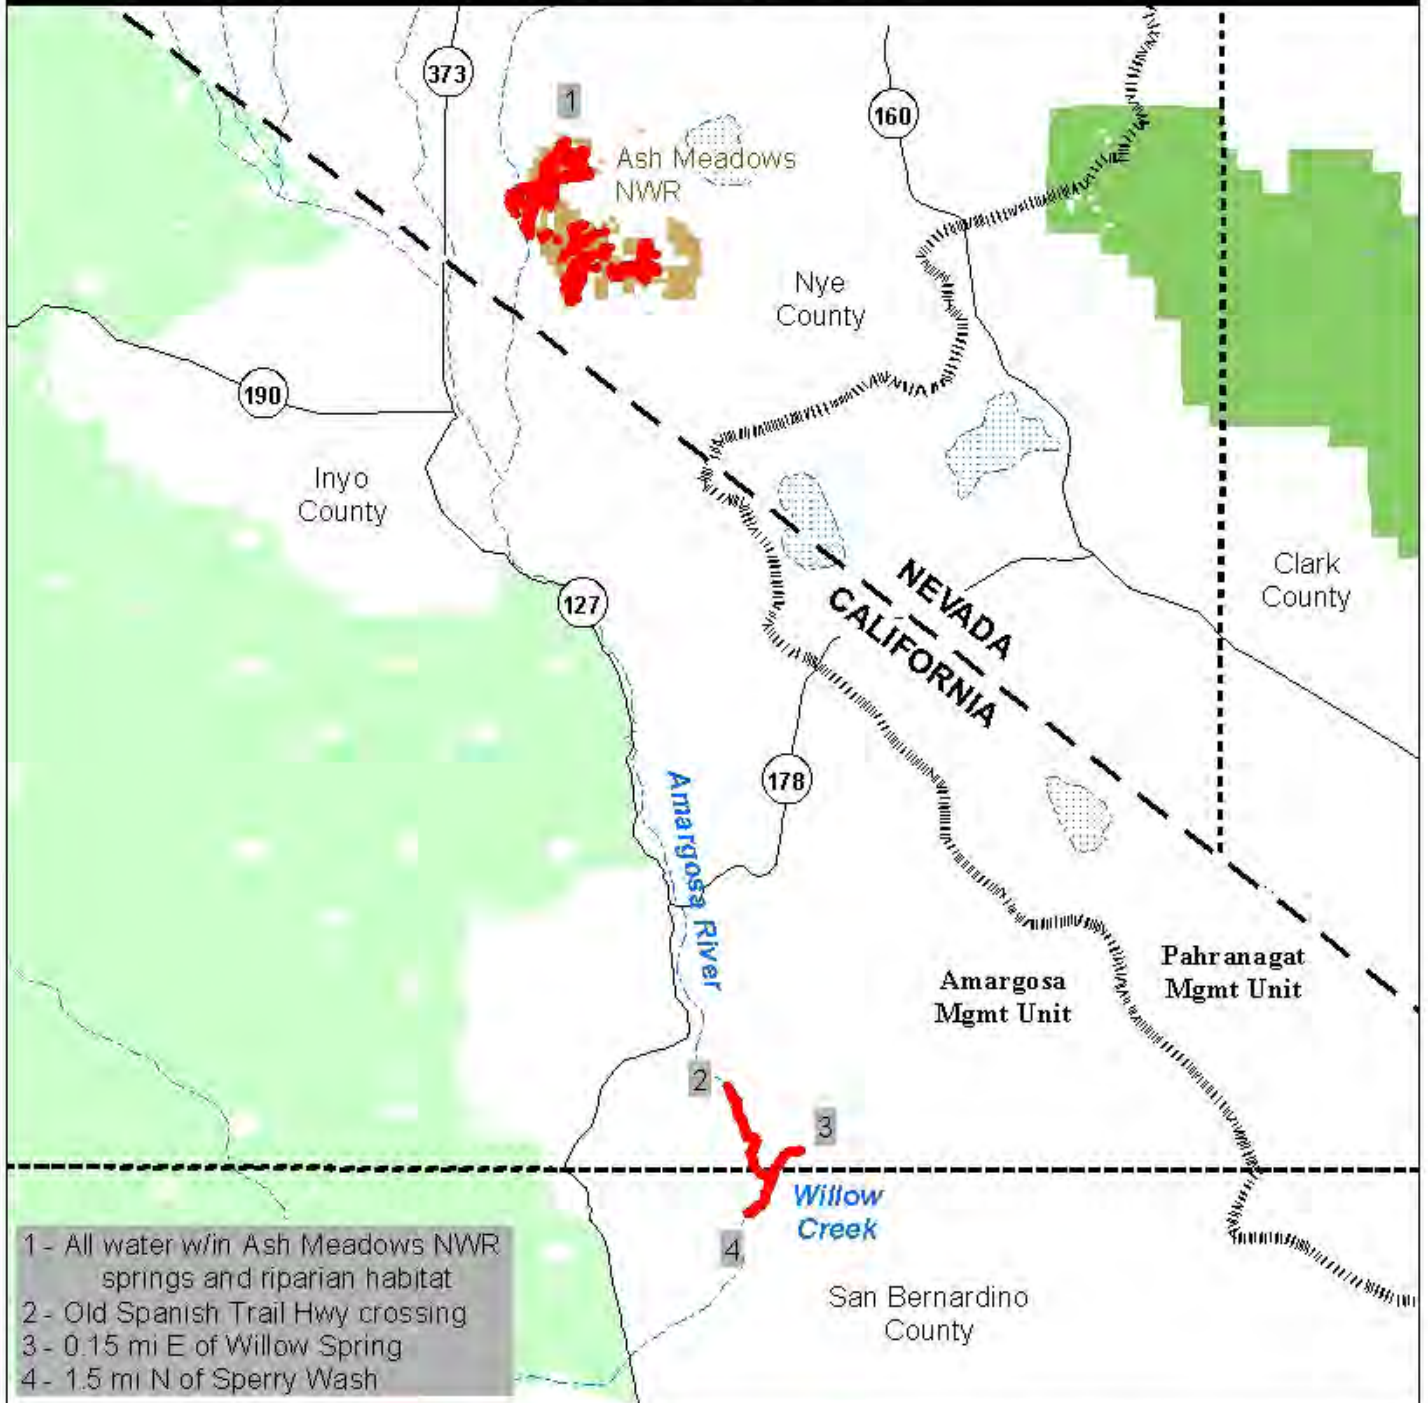 373
160
1
Ash Meadows
NWR
Nye
County
190
Inyo
County
NEVADA
CALIFORNIA
Clark
County
127
178
Amargosa River
Amargosa
Mgmt Unit
Pahranagat
Mgmt Unit
2
3
Willow
Creek
4
San Bernardino
County
1 - All water w/in Ash Meadows NWR
springs and riparian habitat
2 - Old Spanish Trail Hwy crossing
3 - 0.15 mi E of Willow Spring
4 - 1.5 mi N of Sperry Wash